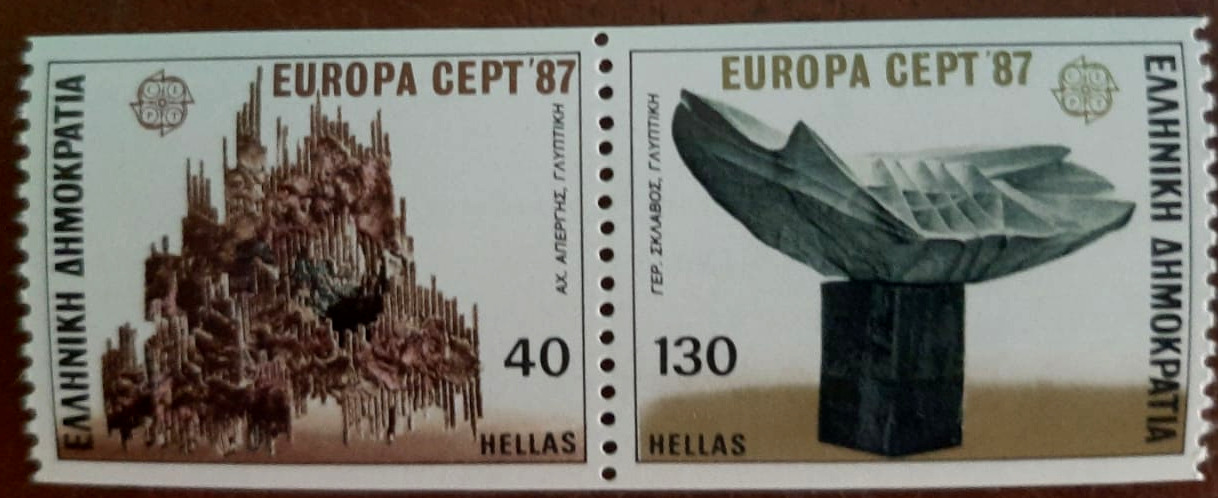 ΕΛΛΗΝΙΚΗ ΔΗΜΟΚΡΑΤΙΑ
EUROPA CEPT '87
ΑΧ. ΑΠΕΡΓΗΣ, ΓΛΥΠΤΙΚΗ
40
HELLAS
EUROPA CEPT '87
ΓΕΡ. ΣΚΛΑΒΟΣ, ΓΛΥΠΤΙΚΗ
130
HELLAS
ΕΛΛΗΝΙΚΗ ΔΗΜΟΚΡΑΤΙΑ